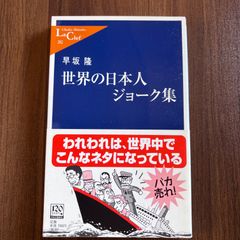 La
Clef
202
早坂 隆
世界の日本人
ジョーク集
われわれは、世界中で
こんなネタになっている
バカ
売れ!
120